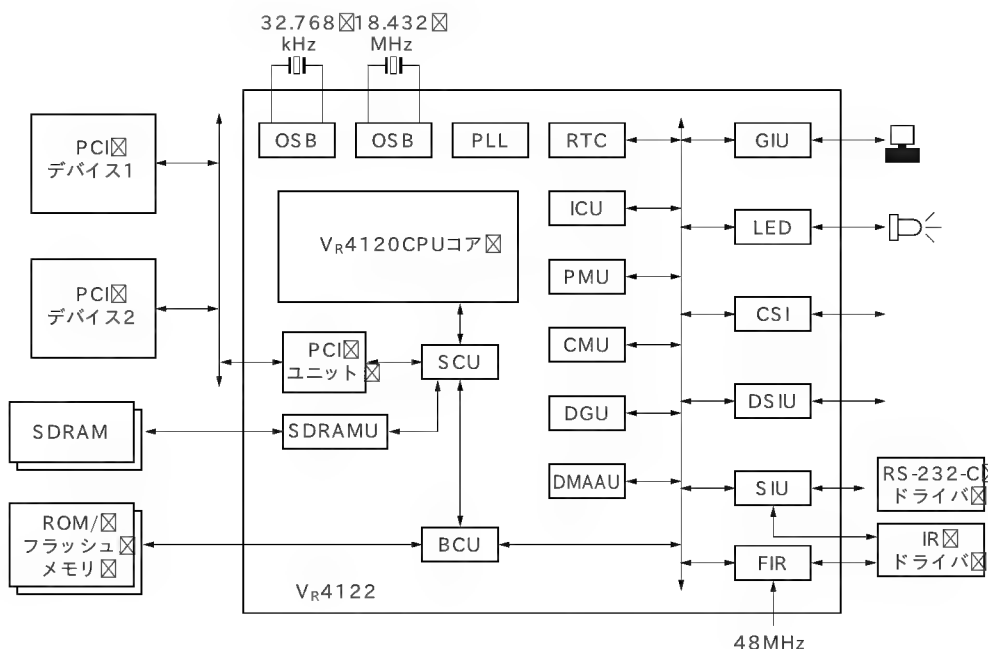 32.768 18.432
kHz MHz
OSB
OSB
PLL
RTC
GIU
PCI
デバイス1
ICU
VR4120CPUコア
LED
PMU
PCI
デバイス2
CSI
CMU
PCI
ユニット
SCU
DSIU
DGU
SDRAM
SDRAMU
DMAAU
SIU
RS-232-C
ドライバ
ROM/
フラッシュ
メモリ
BCU
IR
ドライバ
FIR
VR4122
48MHz